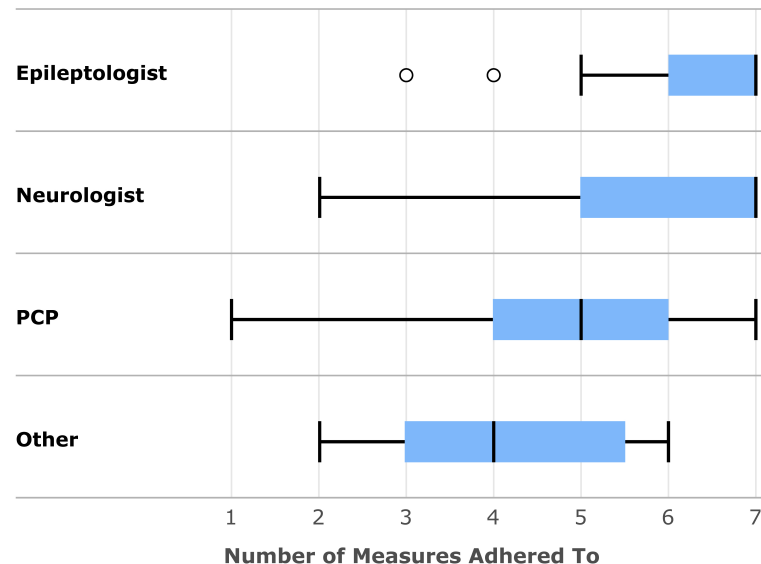 Epileptologist
Neurologist
PCP
Other
1 2 3 4 5 6 7
Number of Measures Adhered To